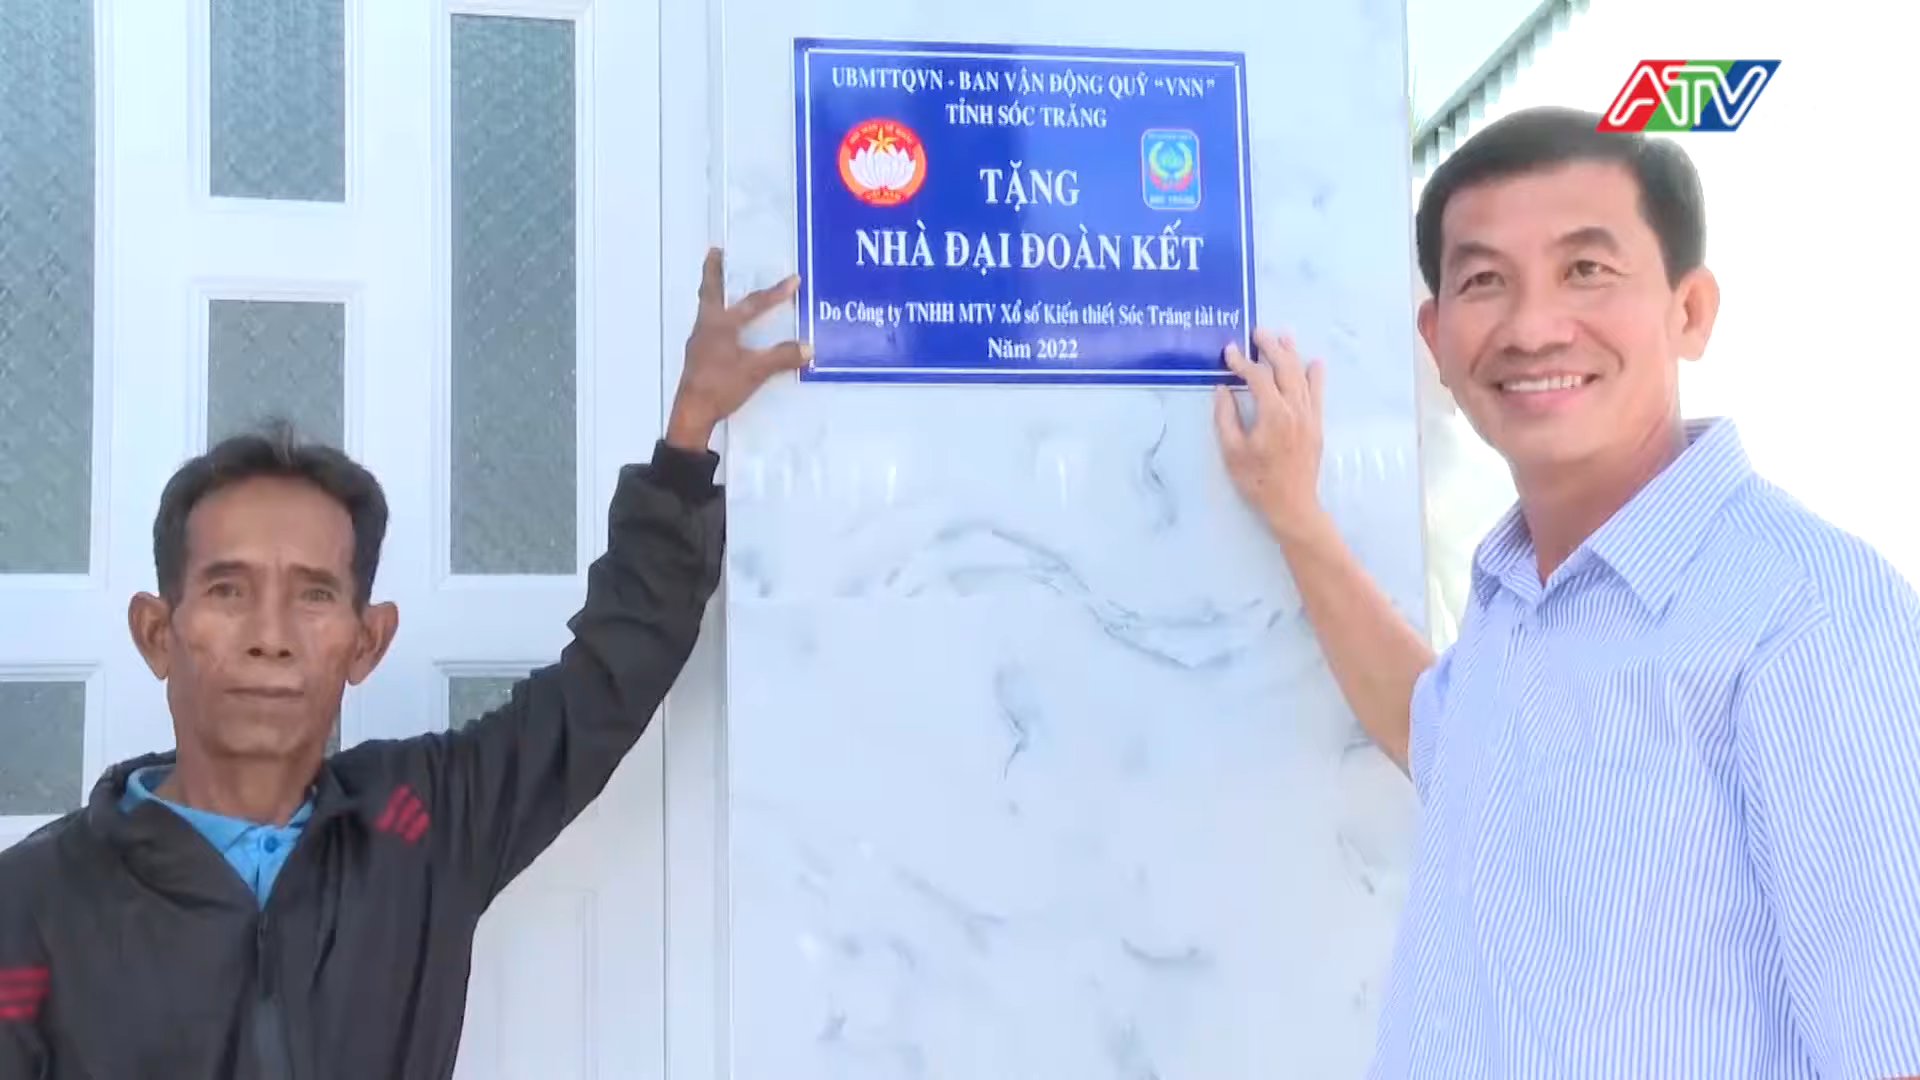 ATV
UBMTTQVN - BAN VẬN ĐỘNG QUỸ “VNN”
TỈNH SÓC TRĂNG
TẶNG
NHÀ ĐẠI ĐOÀN KẾT
Do Công ty TNHH MTV Xổ số Kiến thiết Sóc Trăng tài trợ
Năm 2022